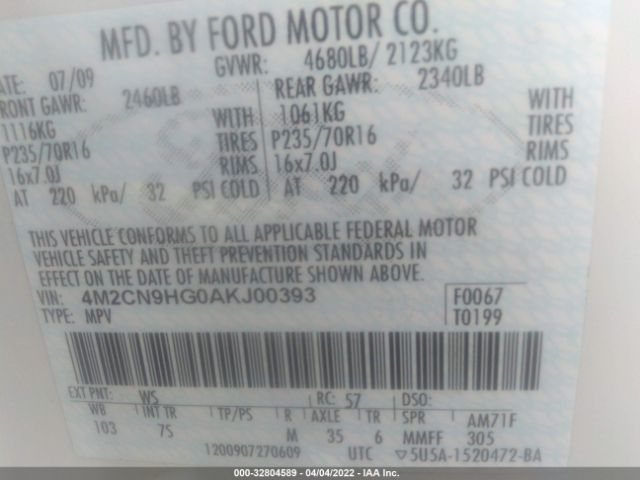 MFD. BY FORD MOTOR CO.
DATE: 07/09 GVWR: 4680LB/ 2123KG
FRONT GAWR: 2460LB REAR GAWR: 2340LB
1116KG WITH 1061KG WITH
P235/70R16 TIRES P235/70R16 TIRES
16x7.0J RIMS 16x7.0J RIMS
AT 220 kPa/ 32 PSI COLD AT 220 kPa/ 32 PSI COLD
THIS VEHICLE CONFORMS TO ALL APPLICABLE FEDERAL MOTOR
VEHICLE SAFETY AND THEFT PREVENTION STANDARDS IN
EFFECT ON THE DATE OF MANUFACTURE SHOWN ABOVE.
VIN: 4M2CN9HG0AKJ00393 F0067
TYPE: MPV T0199
EXT PNT: WS RC: 57 DSO:
WB INT TR TP/PS R AXLE TR SPR AM71F
103 7S M 35 6 MMFF 305
1200907270609 UTC ▽5U5A-1520472-BA
000-32804589 - 04/04/2022 - IAA Inc.